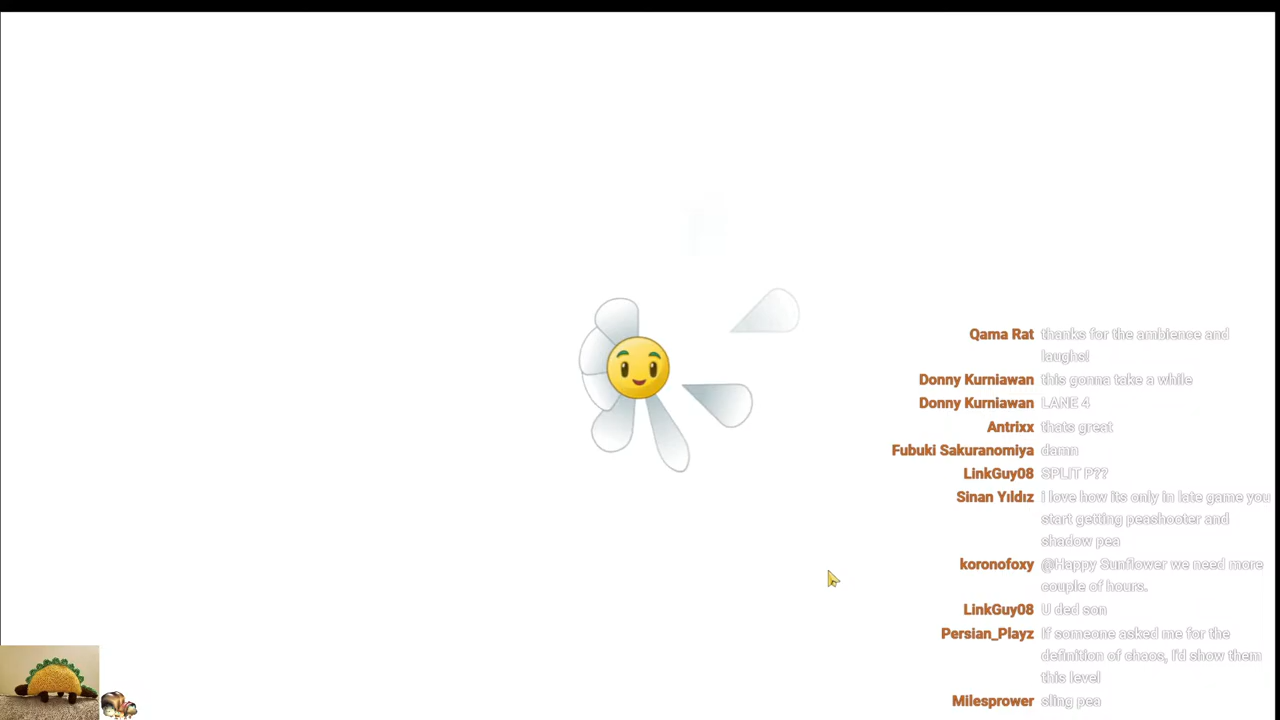 Qama Rat thanks for the ambience and
laughs!
Donny Kurniawan this gonna take a while
Donny Kurniawan LANE 4
Antrixx thats great
Fubuki Sakuranomiya damn
LinkGuy08 SPLIT P??
Sinan Yıldız I love how its only in late game you
start getting peashooter and
shadow pea
koronofoxy @Happy Sunflower we need more
couple of hours.
LinkGuy08 U ded son
Persian_Playz If someone asked me for the
definition of chaos, I'd show them
this level
Milesprower sling pea